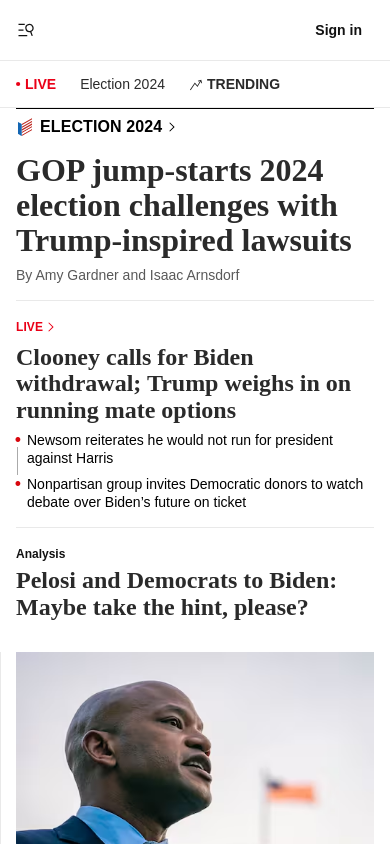 Sign in
LIVE Election 2024 TRENDING
ELECTION 2024
GOP jump-starts 2024
election challenges with
Trump-inspired lawsuits
By Amy Gardner and Isaac Arnsdorf
LIVE
Clooney calls for Biden
withdrawal; Trump weighs in on
running mate options
Newsom reiterates he would not run for president
against Harris
Nonpartisan group invites Democratic donors to watch
debate over Biden’s future on ticket
Analysis
Pelosi and Democrats to Biden:
Maybe take the hint, please?